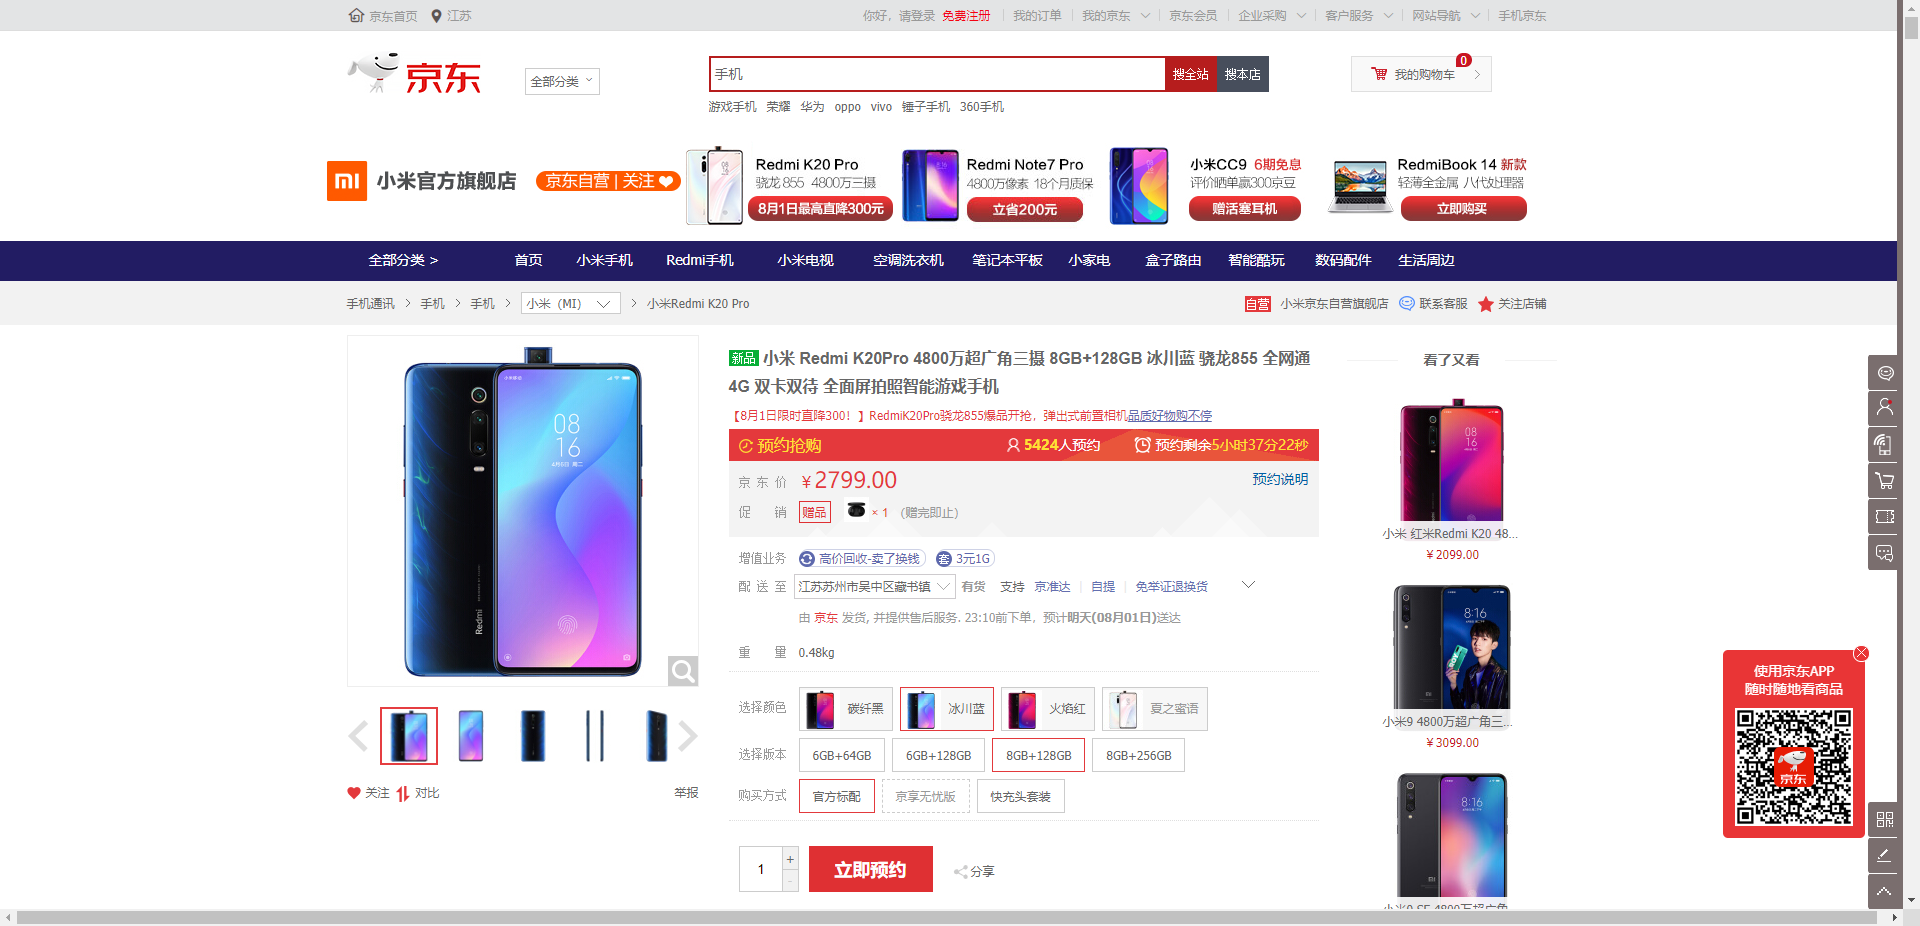 京东首页 江苏
你好，请登录 免费注册 我的订单 我的京东 京东会员 企业采购 客户服务 网站导航 手机京东
京东
全部分类
手机
搜全站
搜本店
0
我的购物车
游戏手机 荣耀 华为 oppo vivo 锤子手机 360手机
小米官方旗舰店
京东自营 | 关注
Redmi K20 Pro
骁龙 855 4800万三摄
8月1日最高直降300元
Redmi Note7 Pro
4800万像素 18个月质保
立省200元
小米CC9 6期免息
评价晒单赢300京豆
赠活塞耳机
RedmiBook 14 新款
轻薄全金属 八代处理器
立即购买
全部分类 > 首页 小米手机 Redmi手机 小米电视 空调洗衣机 笔记本平板 小家电 盒子路由 智能酷玩 数码配件 生活周边
手机通讯 > 手机 > 手机 > 小米（MI） > 小米Redmi K20 Pro
自营 小米京东自营旗舰店 联系客服 关注店铺
新品 小米 Redmi K20Pro 4800万超广角三摄 8GB+128GB 冰川蓝 骁龙855 全网通
4G 双卡双待 全面屏拍照智能游戏手机
【8月1日限时直降300！】RedmiK20Pro骁龙855爆品开抢，弹出式前置相机品质好物购不停
预约抢购
5424人预约
预约剩余5小时37分22秒
京东价 ￥2799.00
预约说明
促销 赠品 × 1 （赠完即止）
增值业务 高价回收-卖了换钱 套 3元1G
配送至 江苏苏州市吴中区藏书镇 有货 支持 京准达 自提 免举证退换货
由 京东 发货, 并提供售后服务. 23:10前下单，预计明天(08月01日)送达
重量 0.48kg
选择颜色 碳纤黑 冰川蓝 火焰红 夏之蜜语
选择版本 6GB+64GB 6GB+128GB 8GB+128GB 8GB+256GB
购买方式 官方标配 京享无忧版 快充头套装
1
+
-
立即预约
分享
08
16
Redmi
关注 对比
举报
看了又看
小米 红米Redmi K20 48...
￥2099.00
8:16
小米9 4800万超广角三...
￥3099.00
8:16
小米9 SE 4800万超广角
使用京东APP
随时随地看商品
京东